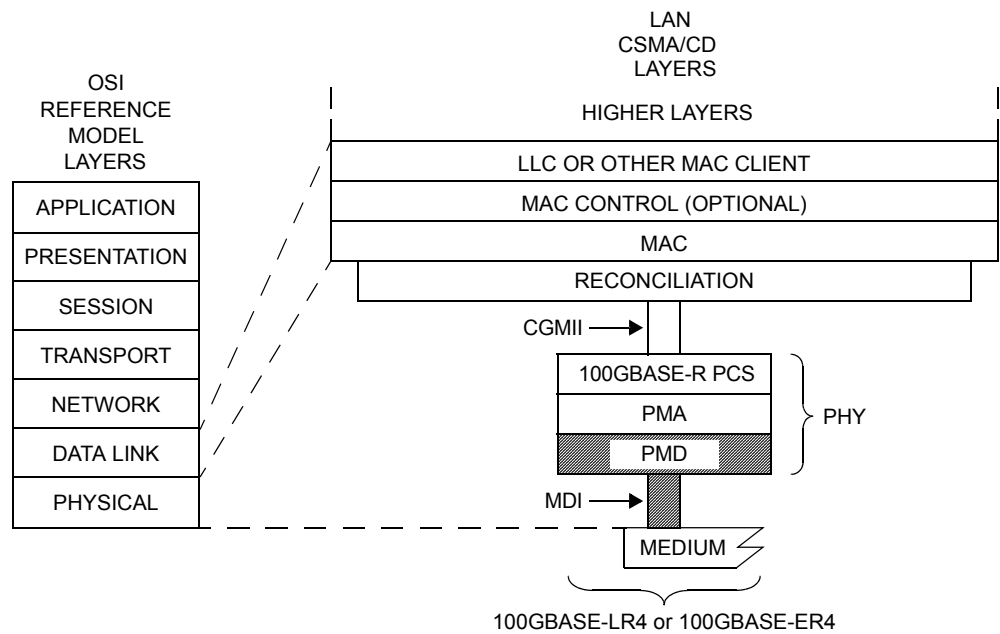 LAN
CSMA/CD
LAYERS
OSI
REFERENCE
MODEL
LAYERS
HIGHER LAYERS
LLC OR OTHER MAC CLIENT
MAC CONTROL (OPTIONAL)
MAC
RECONCILIATION
APPLICATION
PRESENTATION
SESSION
TRANSPORT
NETWORK
DATA LINK
PHYSICAL
CGMII
100GBASE-R PCS
PMA
PMD
PHY
MDI
MEDIUM
100GBASE-LR4 or 100GBASE-ER4